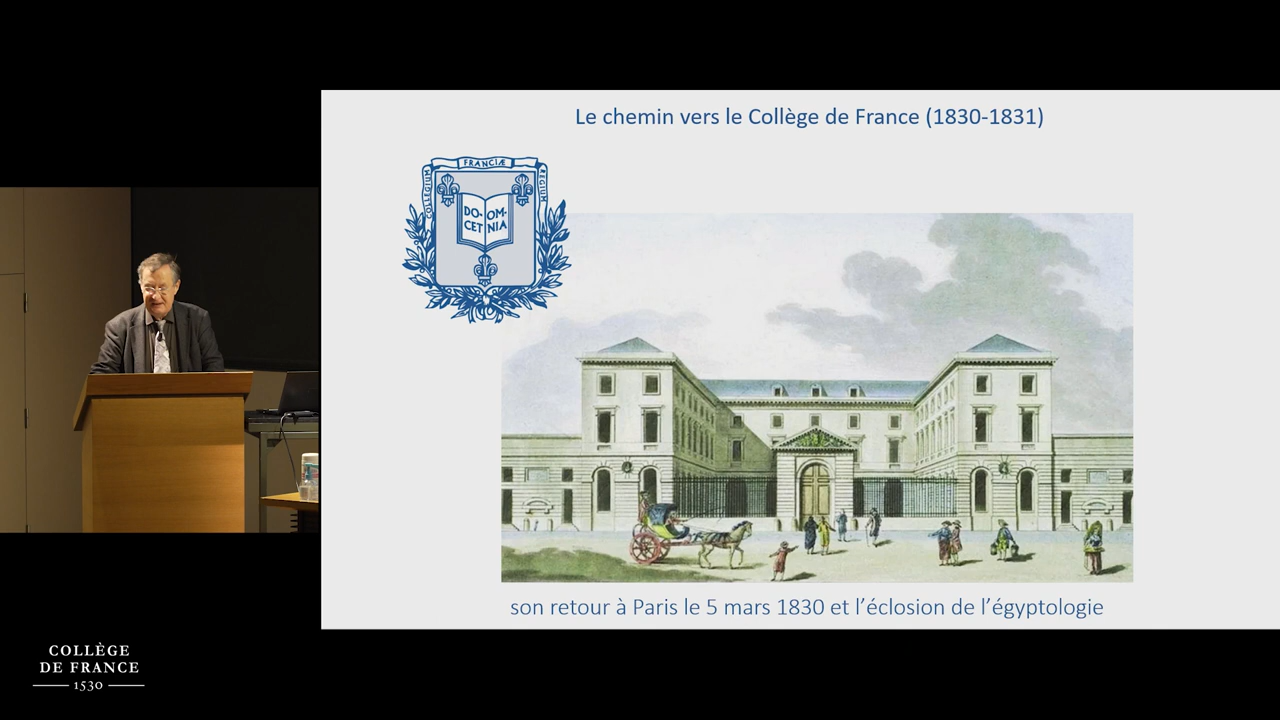 Le chemin vers le Collège de France (1830-1831)
COLLEGIUM
FRANCIÆ
REGIUM
DO- OM-
CET NIA
son retour à Paris le 5 mars 1830 et l’éclosion de l’égyptologie
COLLÈGE
DE FRANCE
1530